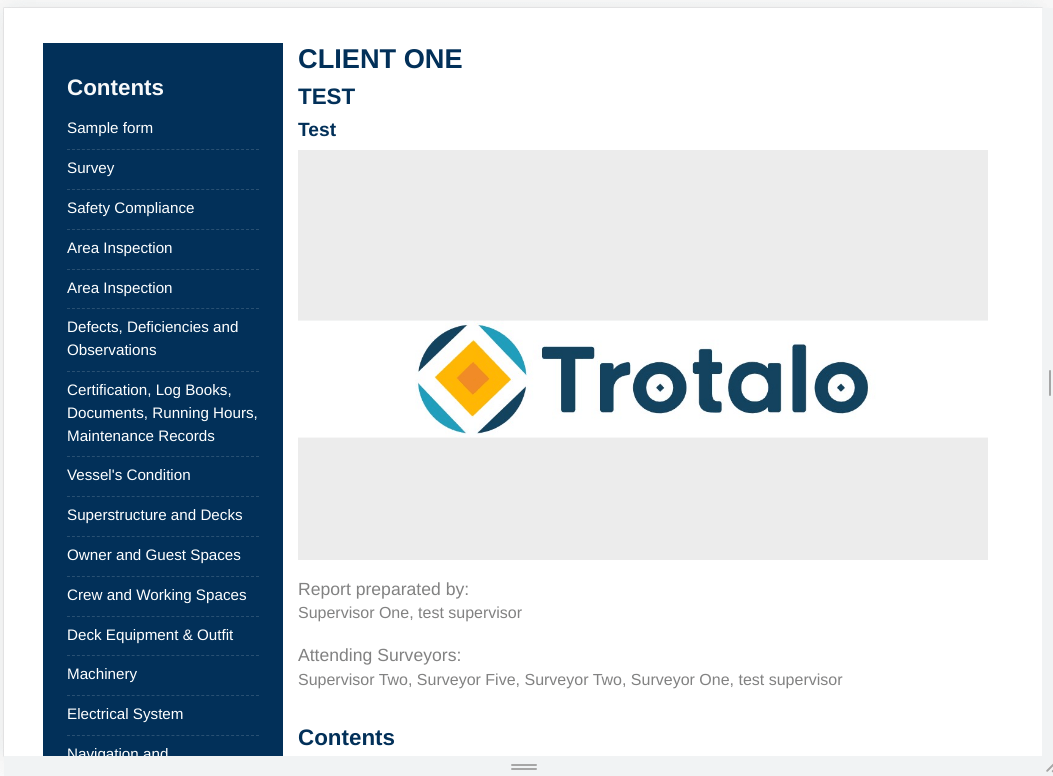 Contents
Sample form
Survey
Safety Compliance
Area Inspection
Area Inspection
Defects, Deficiencies and
Observations
Certification, Log Books,
Documents, Running Hours,
Maintenance Records
Vessel's Condition
Superstructure and Decks
Owner and Guest Spaces
Crew and Working Spaces
Deck Equipment & Outfit
Machinery
Electrical System
Navigation and
CLIENT ONE
TEST
Test
Trotalo
Report preparated by:
Supervisor One, test supervisor
Attending Surveyors:
Supervisor Two, Surveyor Five, Surveyor Two, Surveyor One, test supervisor
Contents